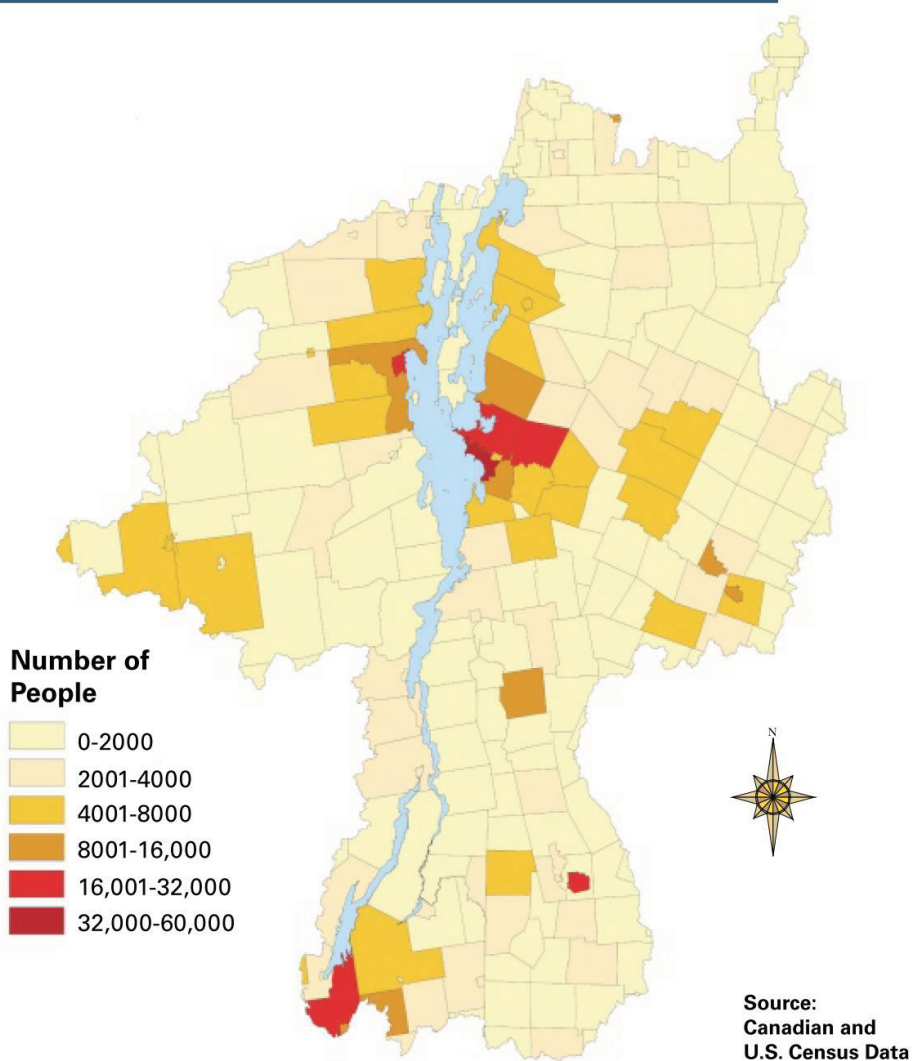 N
Number of
People
0-2000
2001-4000
4001-8000
8001-16,000
16,001-32,000
32,000-60,000
Source:
Canadian and
U.S. Census Data